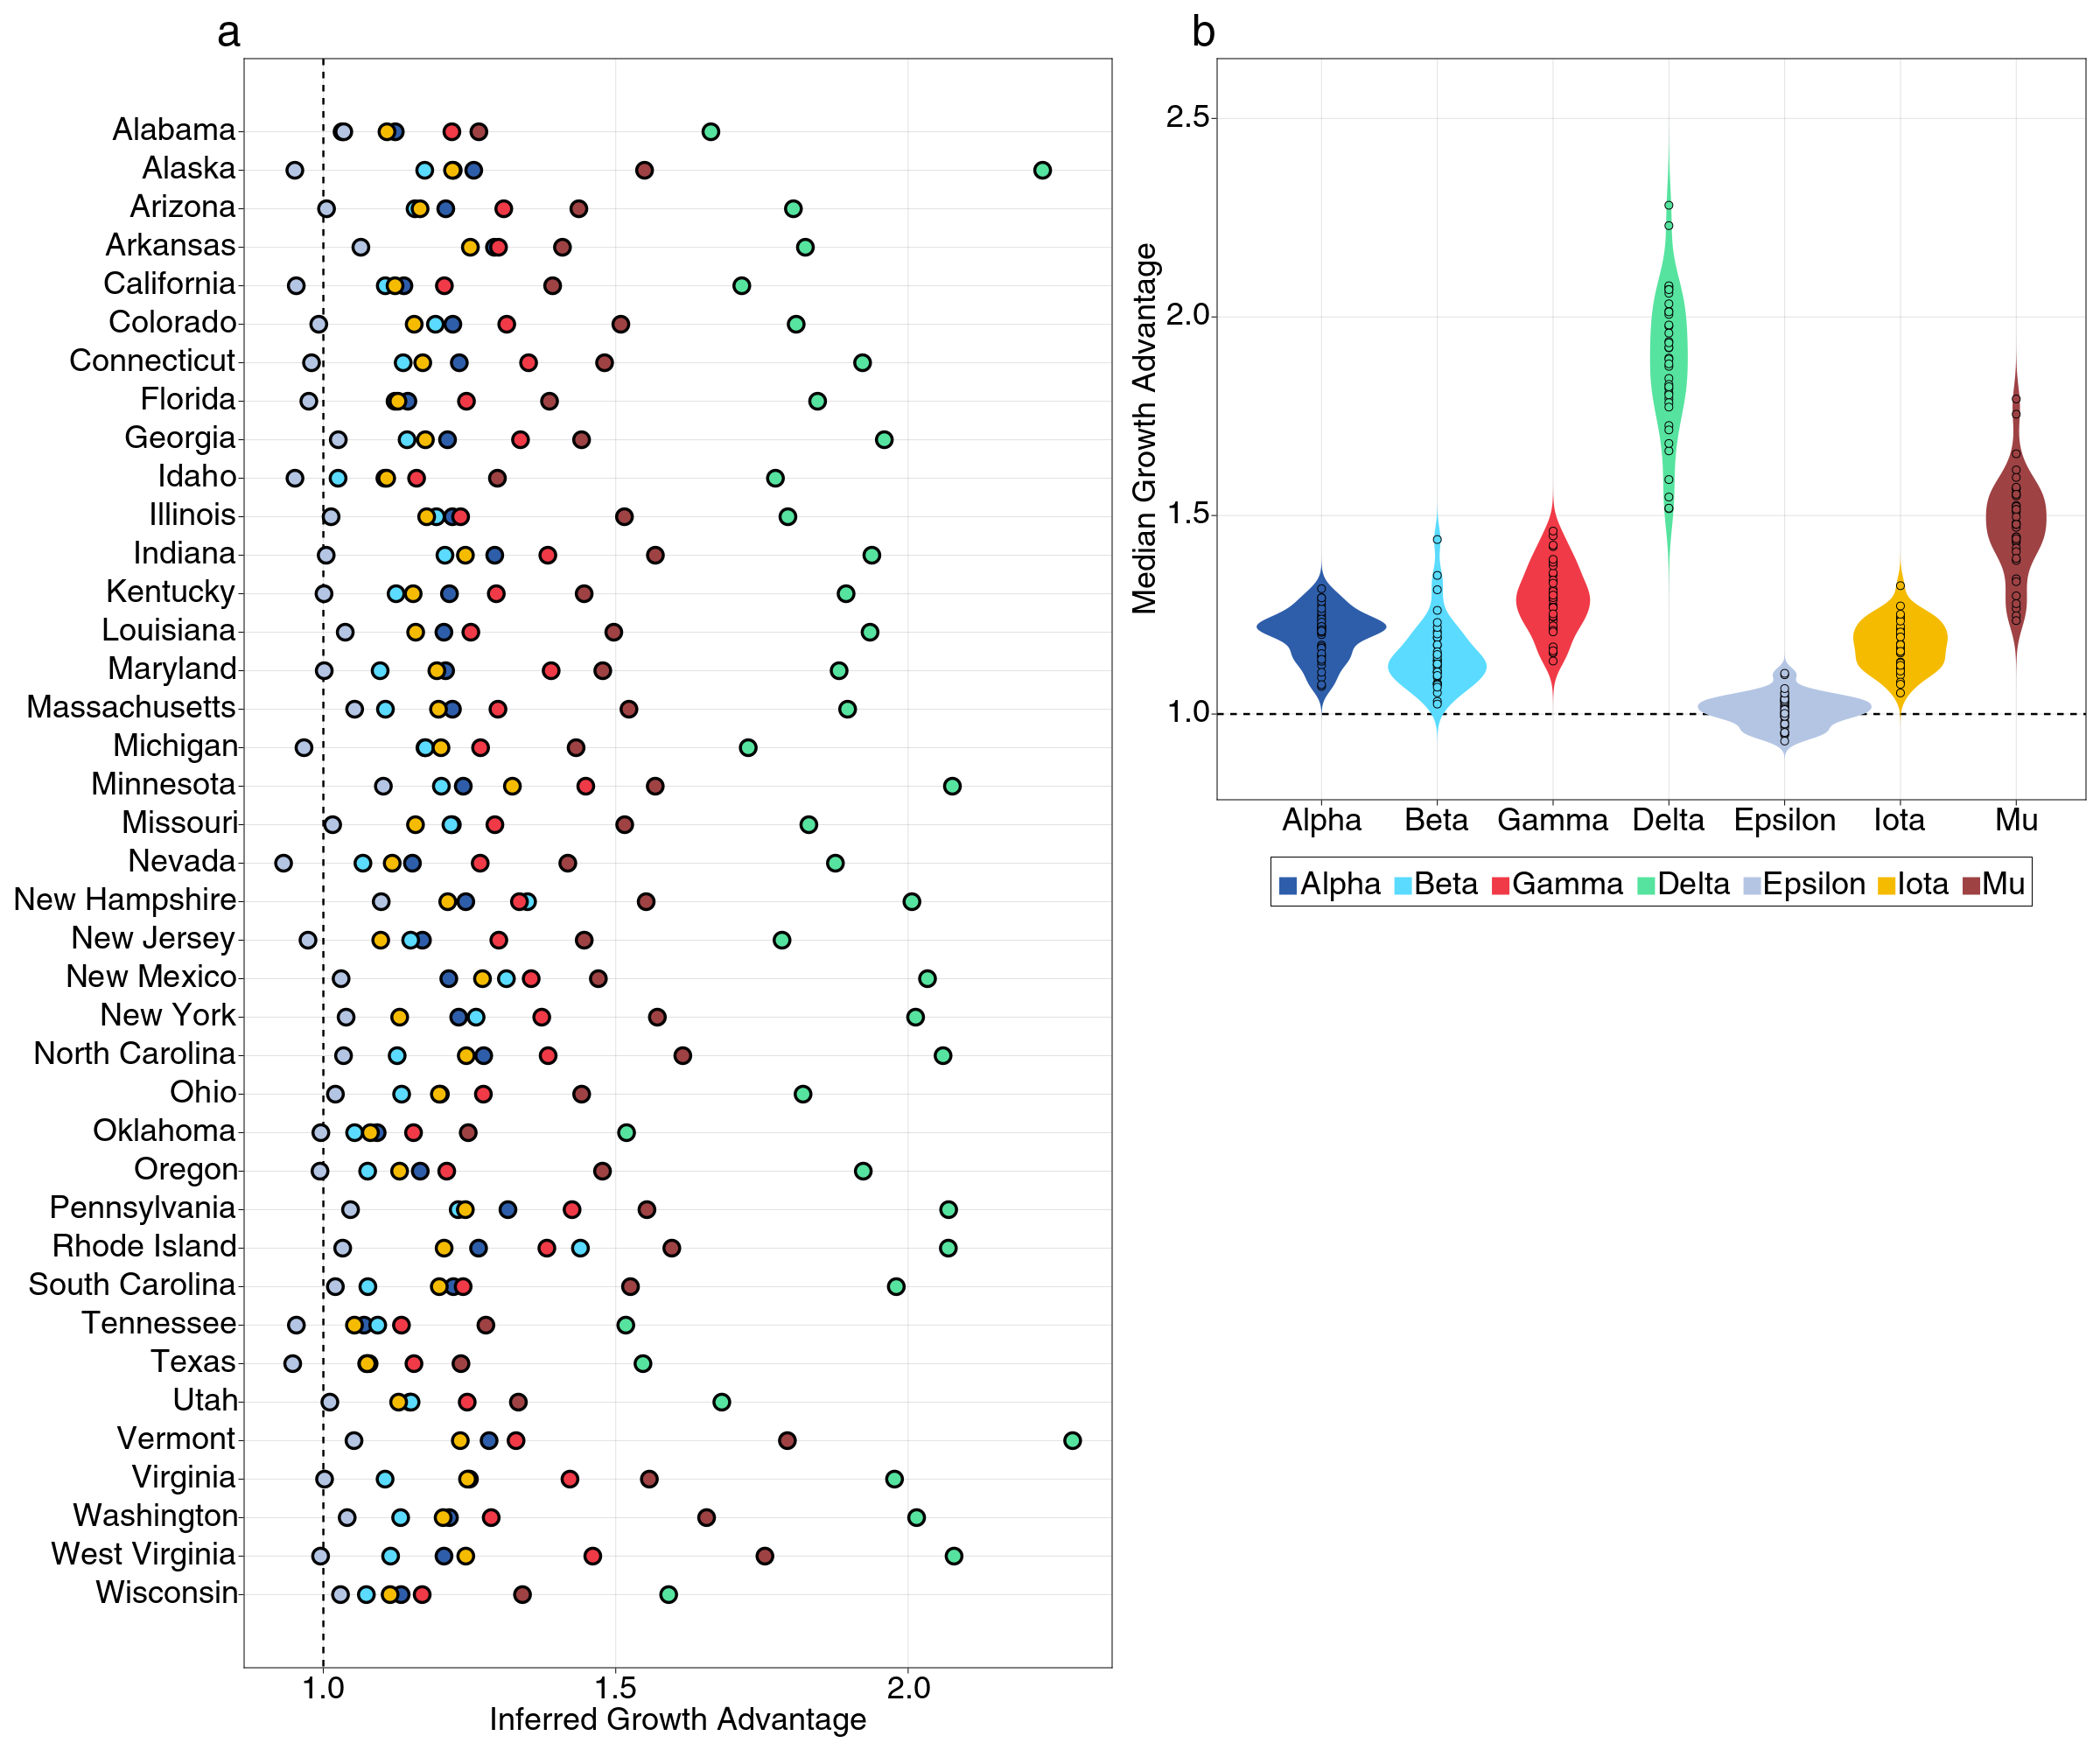 a
Alabama
Alaska
Arizona
Arkansas
California
Colorado
Connecticut
Florida
Georgia
Idaho
Illinois
Indiana
Kentucky
Louisiana
Maryland
Massachusetts
Michigan
Minnesota
Missouri
Nevada
New Hampshire
New Jersey
New Mexico
New York
North Carolina
Ohio
Oklahoma
Oregon
Pennsylvania
Rhode Island
South Carolina
Tennessee
Texas
Utah
Vermont
Virginia
Washington
West Virginia
Wisconsin
1.0 1.5 2.0
Inferred Growth Advantage
b
Median Growth Advantage
2.5
2.0
1.5
1.0
Alpha Beta Gamma Delta Epsilon Iota Mu
Alpha Beta Gamma Delta Epsilon Iota Mu